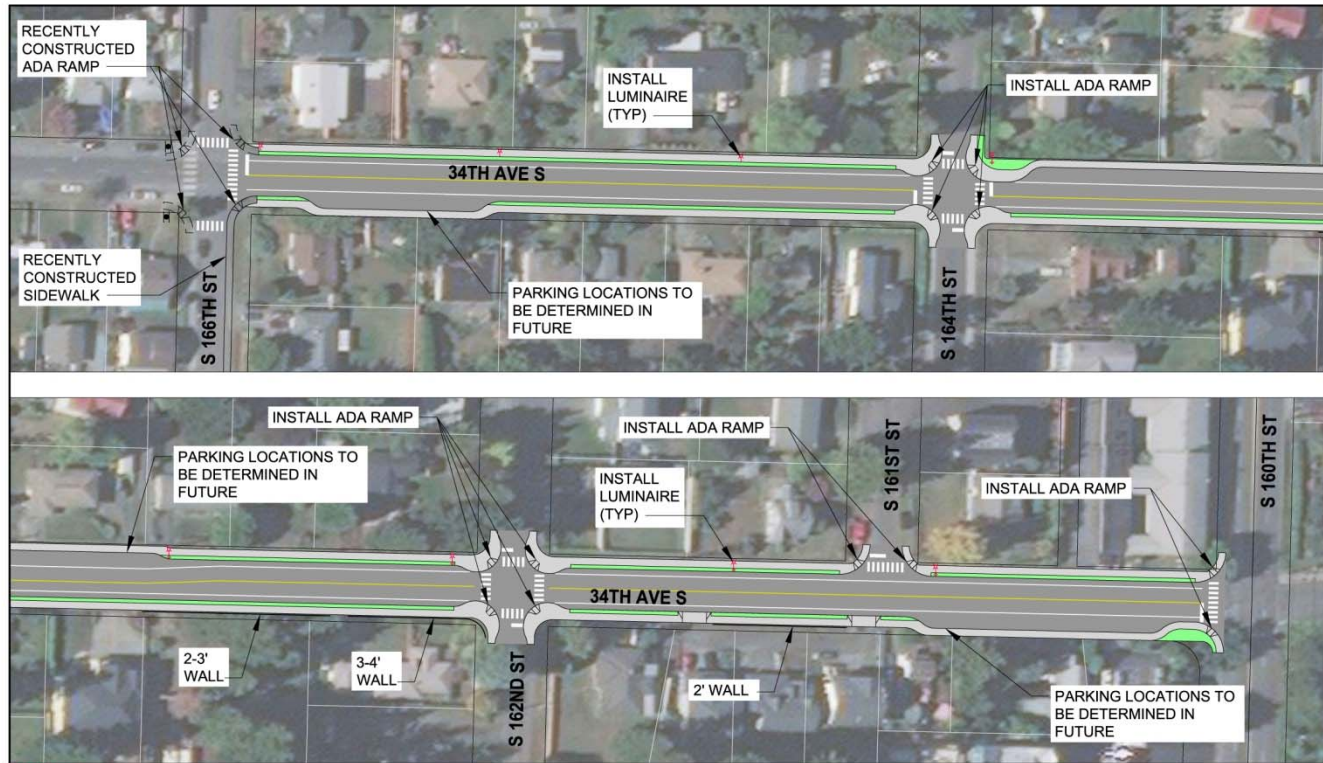 RECENTLY
CONSTRUCTED
ADA RAMP
INSTALL
LUMINAIRE
(TYP)
INSTALL ADA RAMP
34TH AVE S
RECENTLY
CONSTRUCTED
SIDEWALK
S 166TH ST
PARKING LOCATIONS TO
BE DETERMINED IN
FUTURE
S 164TH ST
INSTALL ADA RAMP
PARKING LOCATIONS TO
BE DETERMINED IN
FUTURE
INSTALL
LUMINAIRE
(TYP)
INSTALL ADA RAMP
S 161ST ST
INSTALL ADA RAMP
S 160TH ST
34TH AVE S
2-3'
WALL
3-4'
WALL
S 162ND ST
2' WALL
PARKING LOCATIONS TO
BE DETERMINED IN
FUTURE